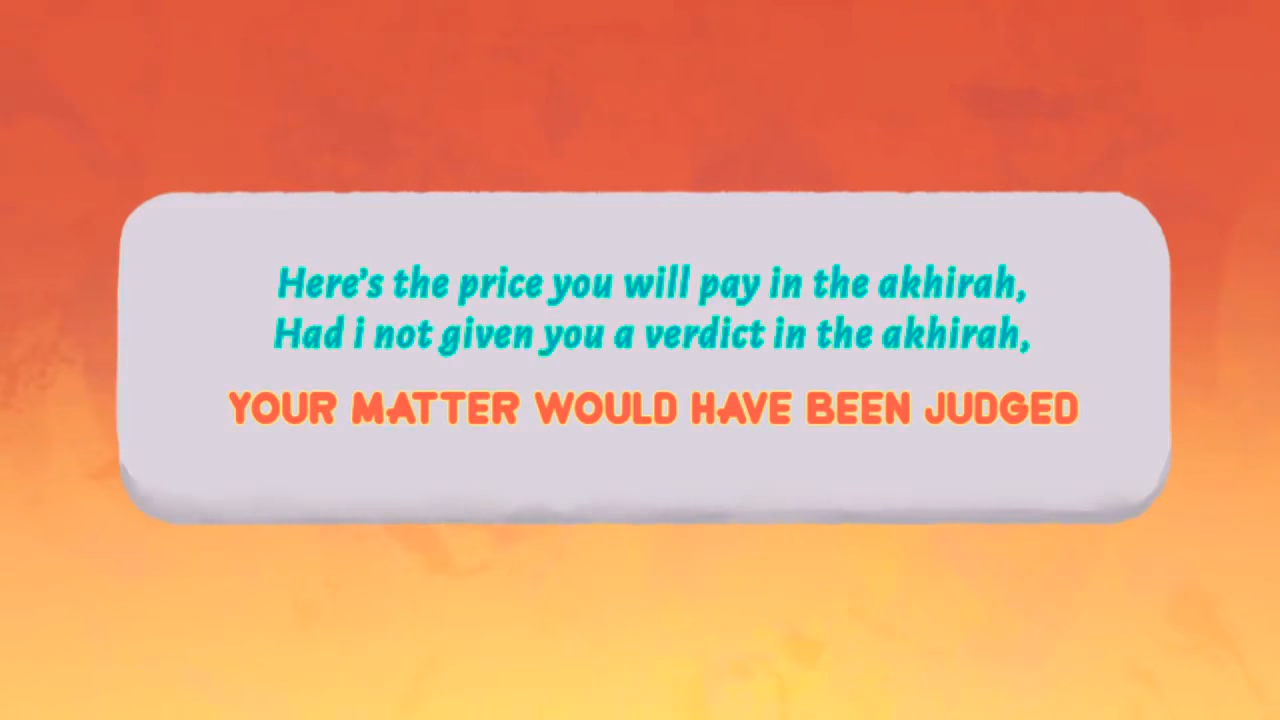 Here's the price you will pay in the akhirah,
Had i not given you a verdict in the akhirah,
YOUR MATTER WOULD HAVE BEEN JUDGED